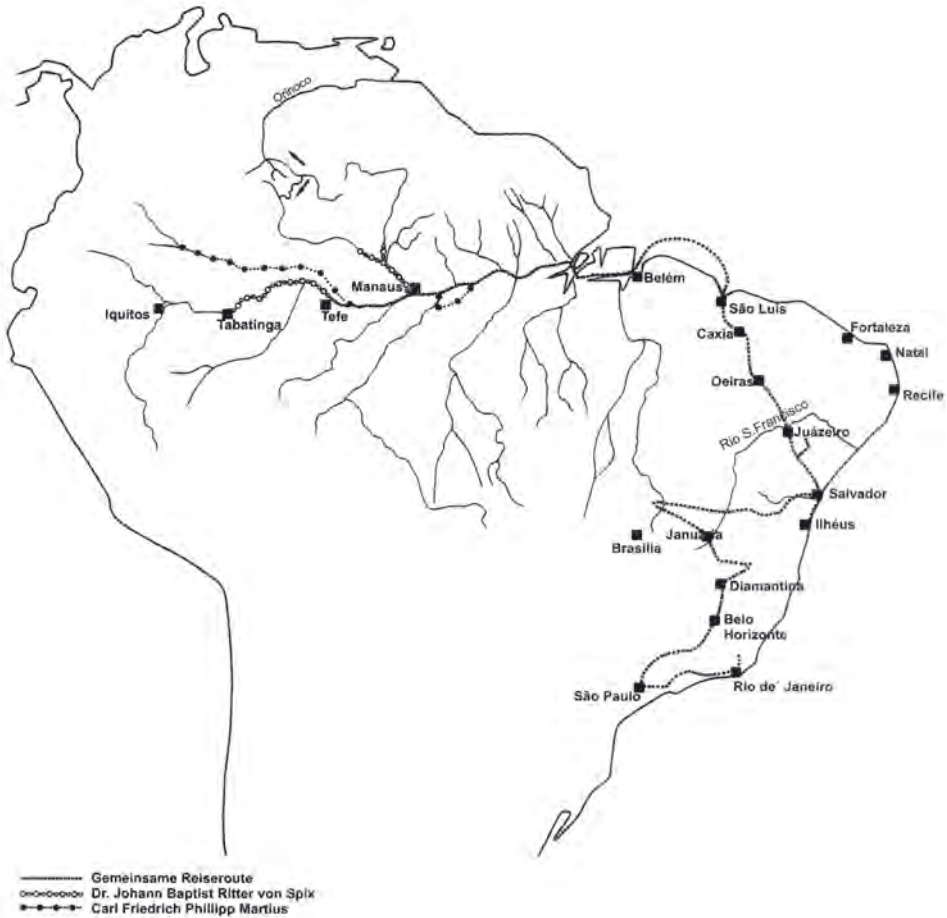 Orinoco
Manaus
Belém
Iquitos
Tabatinga
Tefe
São Luis
Caxia
Fortaleza
Natal
Oeiras
Recife
Rio S.Francisco
Juázeiro
Salvador
Ilhéus
Brasilia
Januária
Diamantina
Belo
Horizonte
São Paulo
Rio de Janeiro
Gemeinsame Reiseroute
Dr. Johann Baptist Ritter von Spix
Carl Friedrich Phillipp Martius